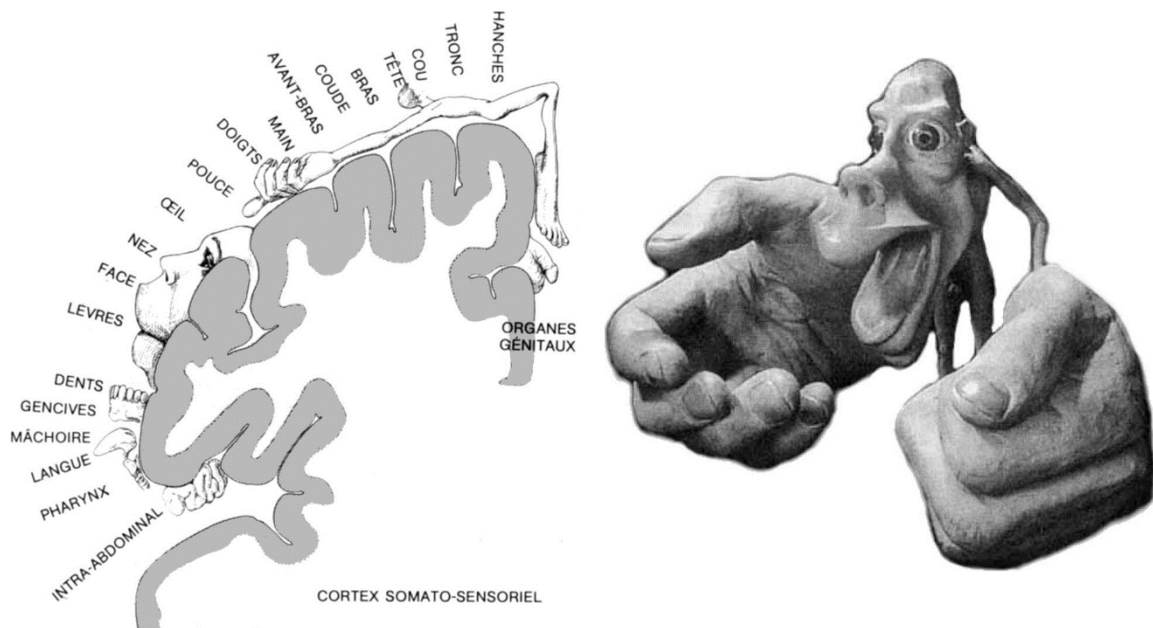 HANCHES
TRONC
COU
TÊTE
BRAS
COUDE
AVANT-BRAS
MAIN
DOIGTS
POUCE
ŒIL
NEZ
FACE
LÈVRES
DENTS
GENCIVES
MÂCHOIRE
LANGUE
PHARYNX
INTRA-ABDOMINAL
ORGANES
GÉNITAUX
CORTEX SOMATO-SENSORIEL